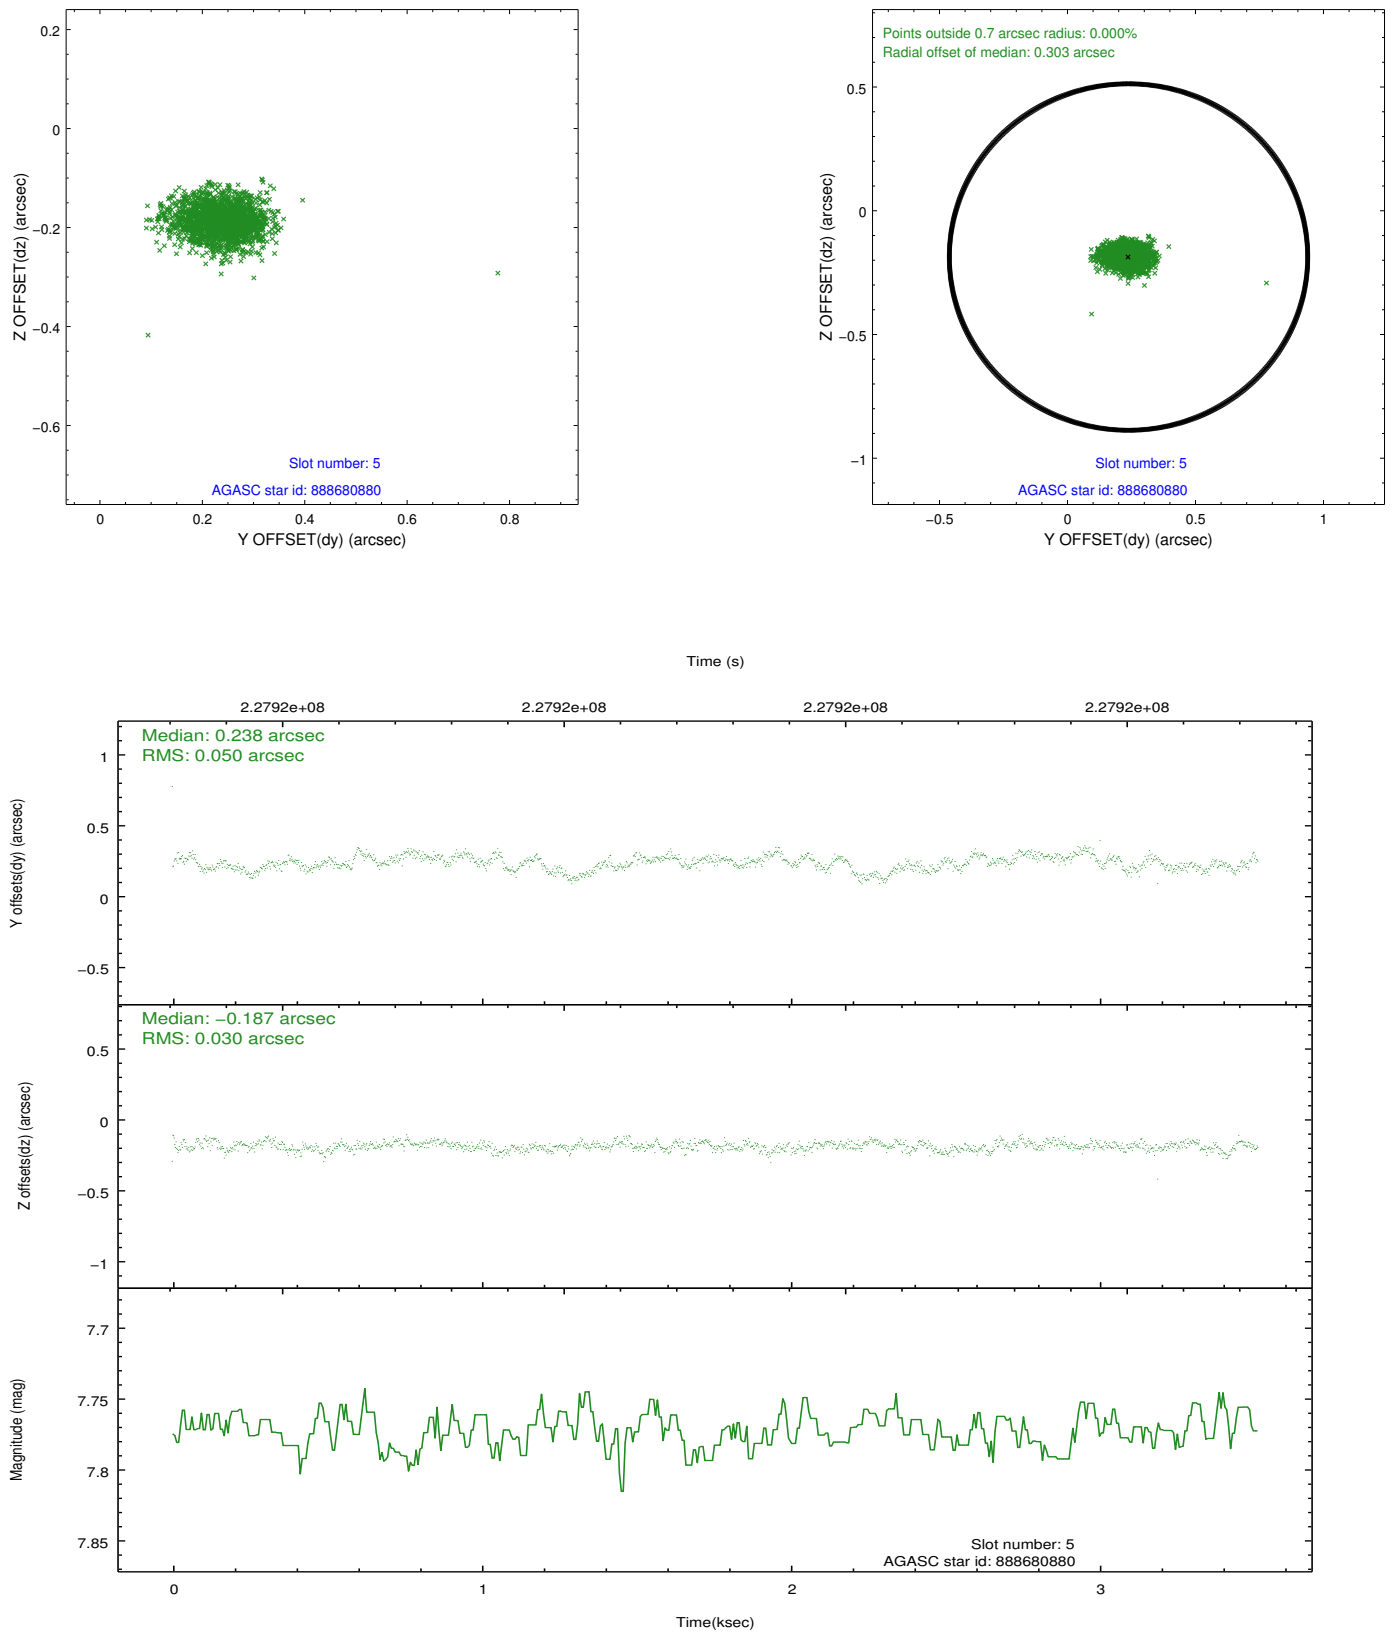 0.2
0
−0.2
−0.4
−0.6
Z OFFSET(dz) (arcsec)
Slot number: 5
AGASC star id: 888680880
0
0.2
0.4
0.6
0.8
Y OFFSET(dy) (arcsec)
Points outside 0.7 arcsec radius: 0.000%
Radial offset of median: 0.303 arcsec
0.5
0
−0.5
−1
Z OFFSET(dz) (arcsec)
Slot number: 5
AGASC star id: 888680880
−0.5
0
0.5
1
Y OFFSET(dy) (arcsec)
Time (s)
2.2792e+08
2.2792e+08
2.2792e+08
2.2792e+08
Median: 0.238 arcsec
RMS: 0.050 arcsec
1
0.5
0
−0.5
Y offsets(dy) (arcsec)
Median: −0.187 arcsec
RMS: 0.030 arcsec
0.5
0
−0.5
−1
Z offsets(dz) (arcsec)
7.7
7.75
7.8
7.85
Magnitude (mag)
Slot number: 5
AGASC star id: 888680880
0
1
2
3
Time(ksec)